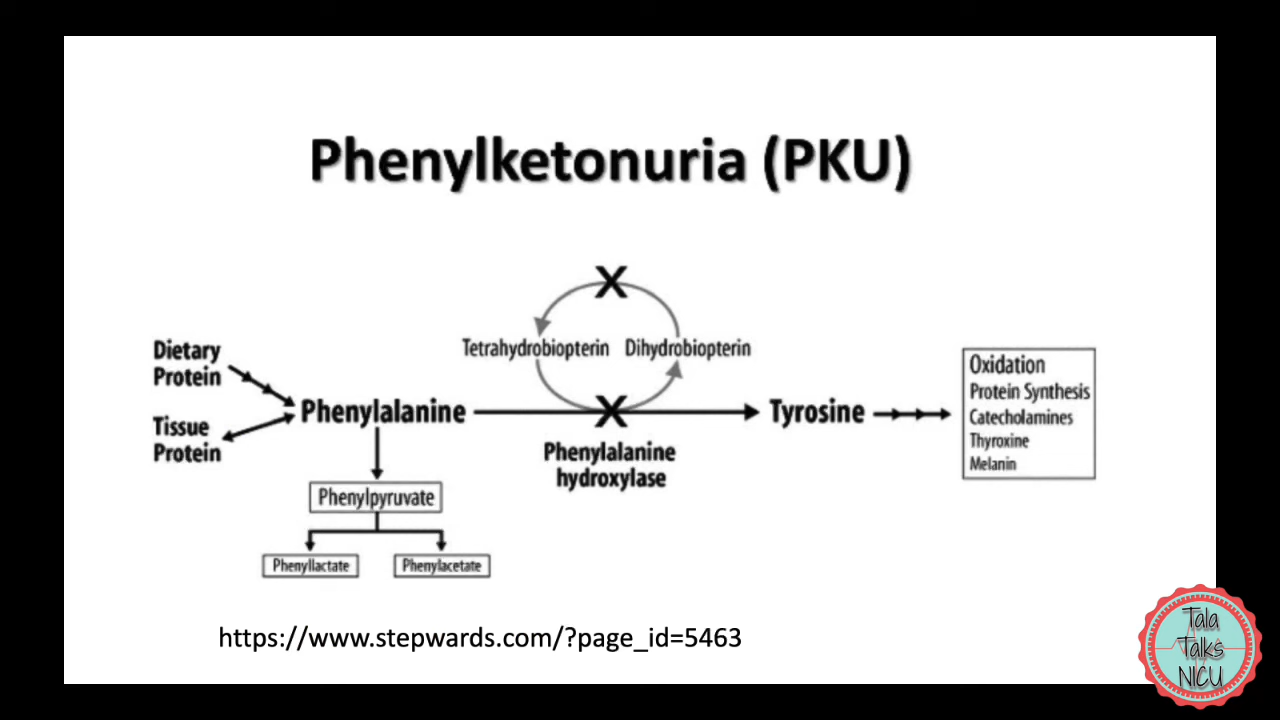 Phenylketonuria (PKU)
X
Tetrahydrobiopterin Dihydrobiopterin
Dietary
Protein
Tissue
Protein
Phenylalanine
X
Phenylalanine
hydroxylase
Tyrosine
Oxidation
Protein Synthesis
Catecholamines
Thyroxine
Melanin
Phenylpyruvate
Phenyllactate
Phenylacetate
https://www.stepwards.com/?page_id=5463
Tala
Talks
NICU